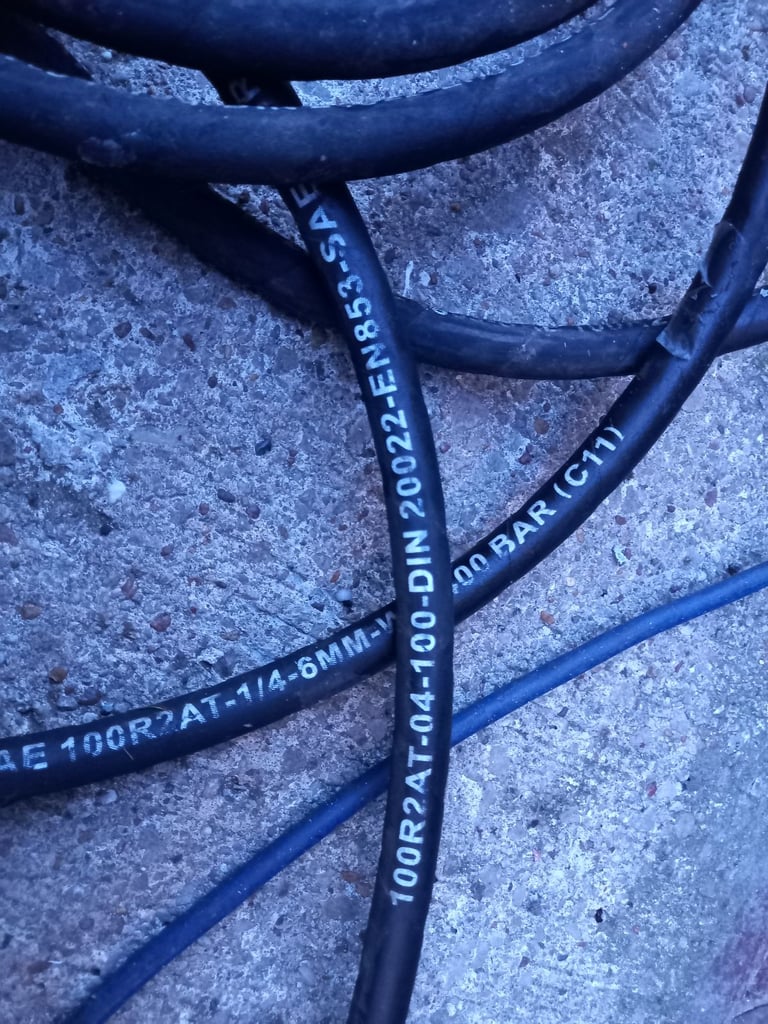 100R2AT-04-100-DIN 20022-EN853-SAE
AE 100R2AT-1/4-6MM-W
00 BAR (C11)